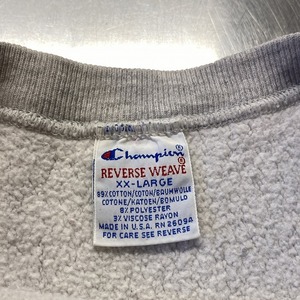 Champion
REVERSE WEAVE®
XX-LARGE
89% COTTON/COTON/BAUMWOLLE
COTONE/KATOEN/BOMULD
8% POLYESTER
3% VISCOSE RAYON
MADE IN U.S.A. RN 26094
FOR CARE SEE REVERSE